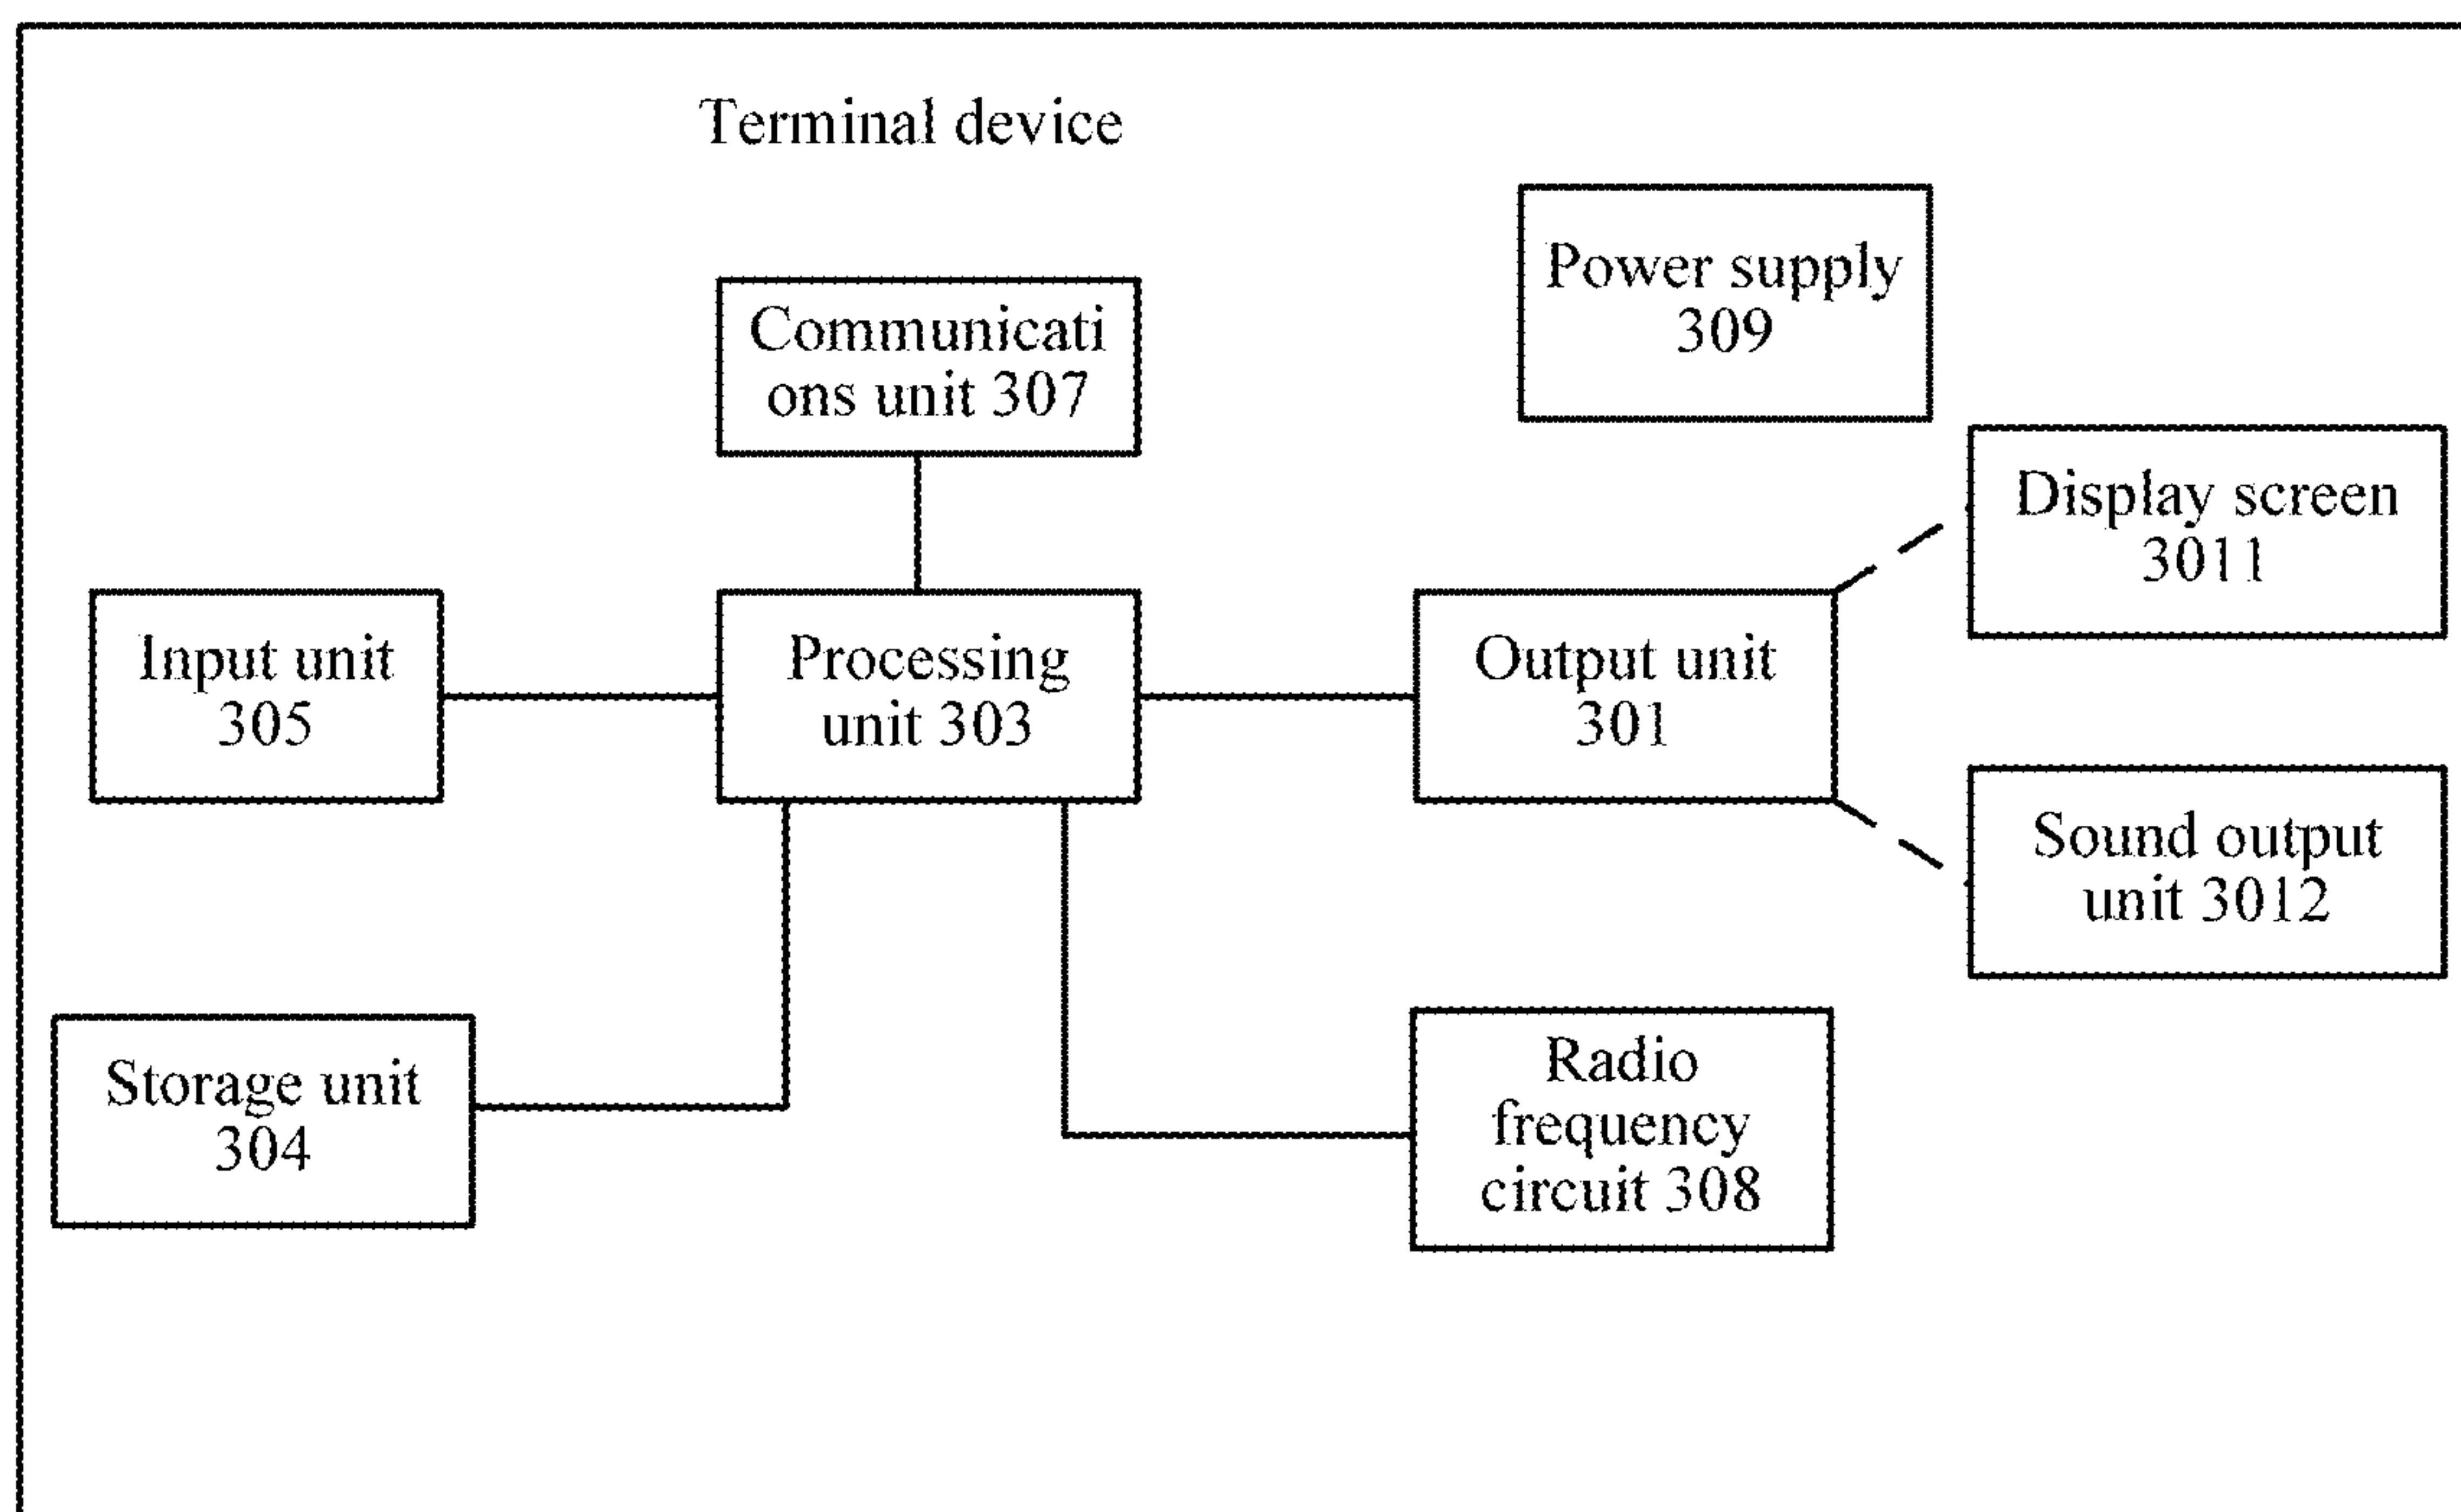 Terminal device
Power supply
309
Communicati
ons unit 307
Display screen
3011
Input unit
305
Processing
unit 303
Output unit
301
Sound output
unit 3012
Storage unit
304
Radio
frequency
circuit 308